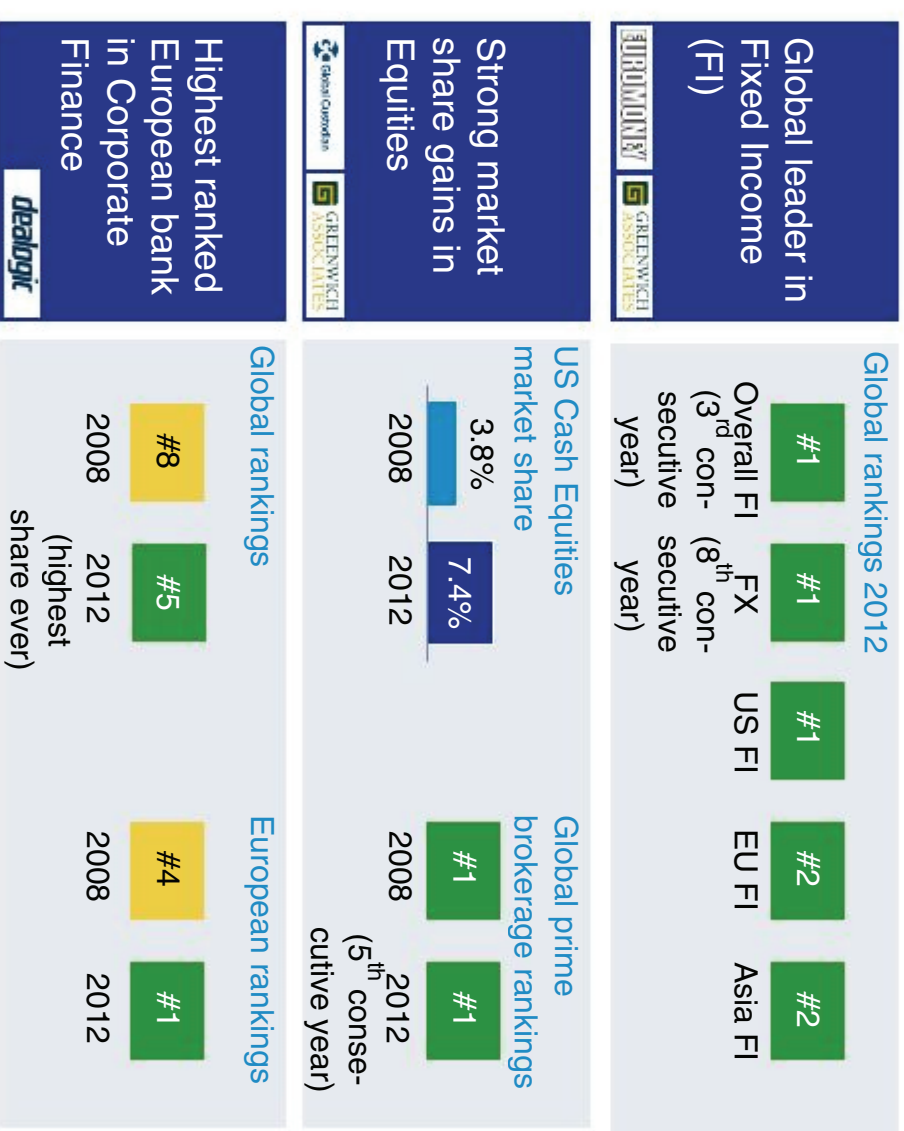 Global leader in
Fixed Income
(FI)
EUROMONEY
GREENWICH
ASSOCIATES
Global rankings 2012
#1
#1
#1
#2
#2
Overall FI
(3rd con-
secutive
year)
FX
(8th con-
secutive
year)
US FI
EU FI
Asia FI
Strong market
share gains in
Equities
Global Custodian
GREENWICH
ASSOCIATES
US Cash Equities
market share
3.8%
7.4%
2008
2012
Global prime
brokerage rankings
#1
#1
2008
2012
(5th conse-
cutive year)
Highest ranked
European bank
in Corporate
Finance
dealogic
Global rankings
#8
#5
2008
2012
(highest
share ever)
European rankings
#4
#1
2008
2012